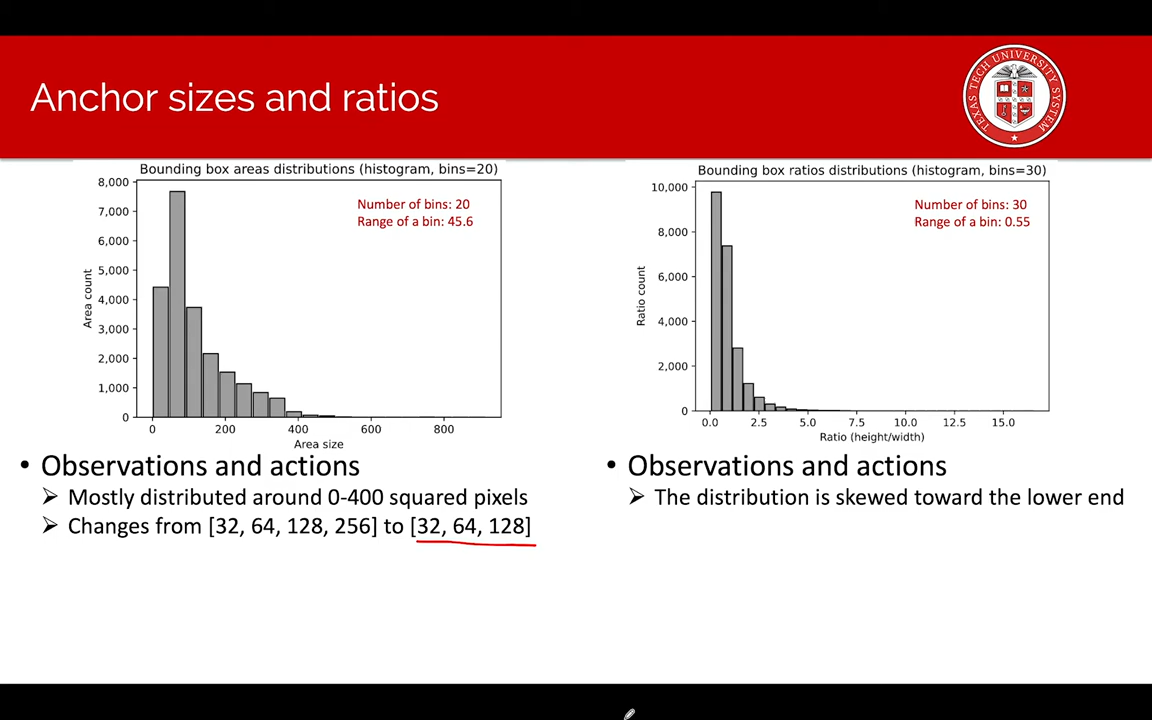 Anchor sizes and ratios
TEXAS TECH UNIVERSITY SYSTEM
Bounding box areas distributions (histogram, bins=20)
Number of bins: 20
Range of a bin: 45.6
8,000
7,000
6,000
5,000
4,000
3,000
2,000
1,000
0
Area count
0 200 400 600 800
Area size
• Observations and actions
➢ Mostly distributed around 0-400 squared pixels
➢ Changes from [32, 64, 128, 256] to [32, 64, 128]
Bounding box ratios distributions (histogram, bins=30)
Number of bins: 30
Range of a bin: 0.55
10,000
8,000
6,000
4,000
2,000
0
Ratio count
0.0 2.5 5.0 7.5 10.0 12.5 15.0
Ratio (height/width)
• Observations and actions
➢ The distribution is skewed toward the lower end